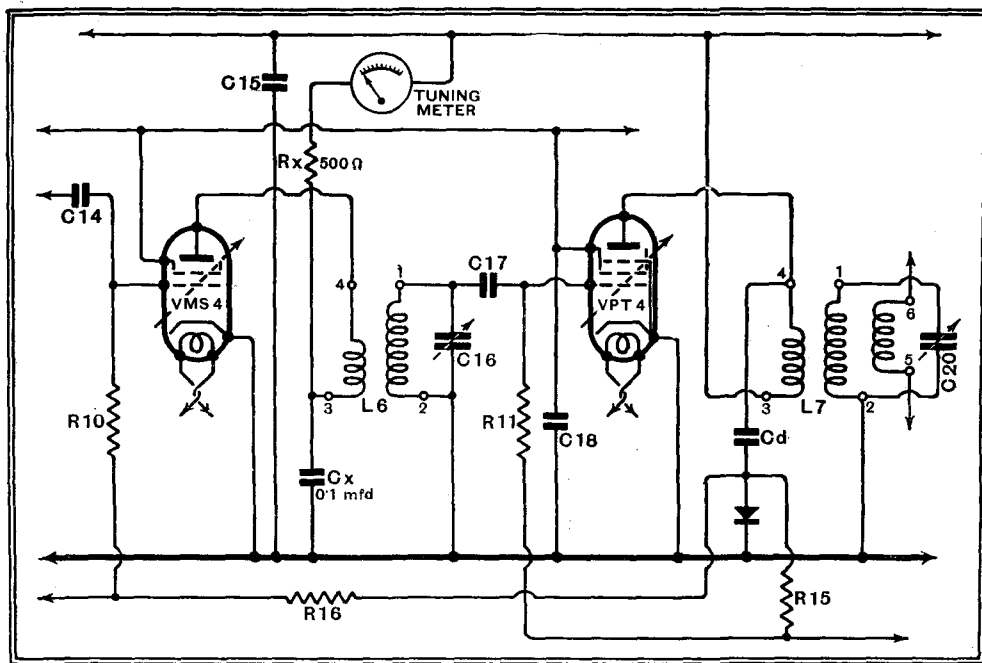 C15
TUNING
METER
Rx 500Ω
C14
VMS 4
4
1
C17
VPT 4
4
1
6
C16
5
C20
R10
3
L6
2
R11
C18
3
L7
2
Cd
Cx
0·1 mfd
R16
R15